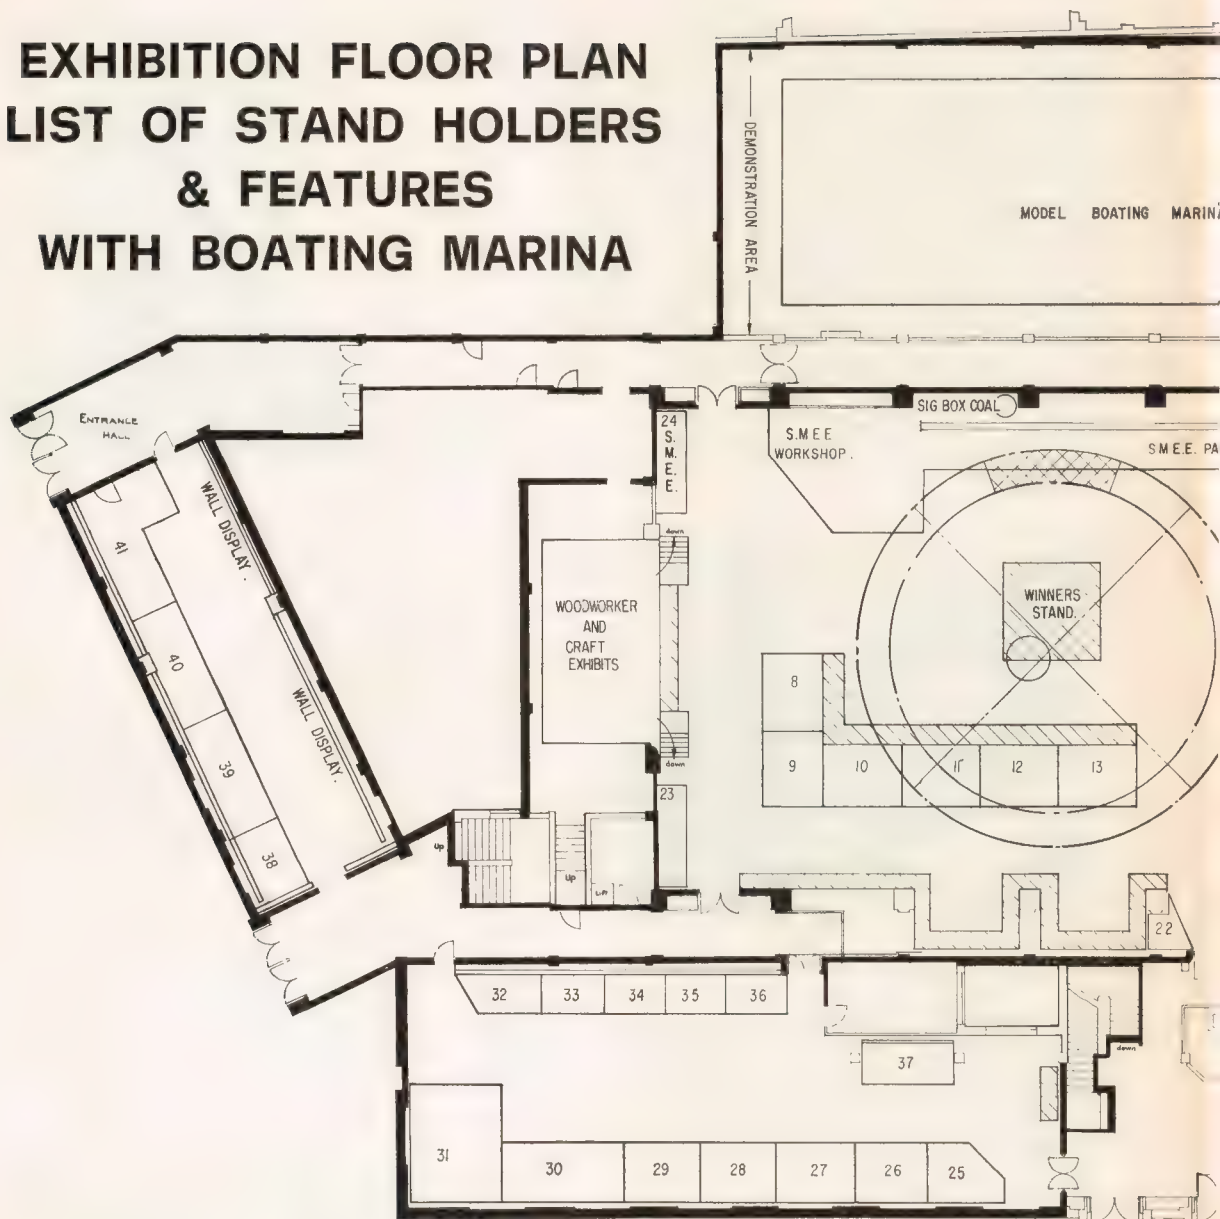 EXHIBITION FLOOR PLAN
LIST OF STAND HOLDERS
& FEATURES
WITH BOATING MARINA
DEMONSTRATION AREA
MODEL BOATING MARINA
ENTRANCE
HALL
SIG BOX COAL
24
S.
M.
E.
E.
S.M.E.E
WORKSHOP.
S.M.E.E. PA
WALL DISPLAY.
41
down
WOODWORKER
AND
CRAFT
EXHIBITS
WINNERS
STAND.
40
8
WALL DISPLAY.
39
down
9
10
11
12
13
23
38
Up
Up
Lift
22
32
33
34
35
36
37
down
31
30
29
28
27
26
25